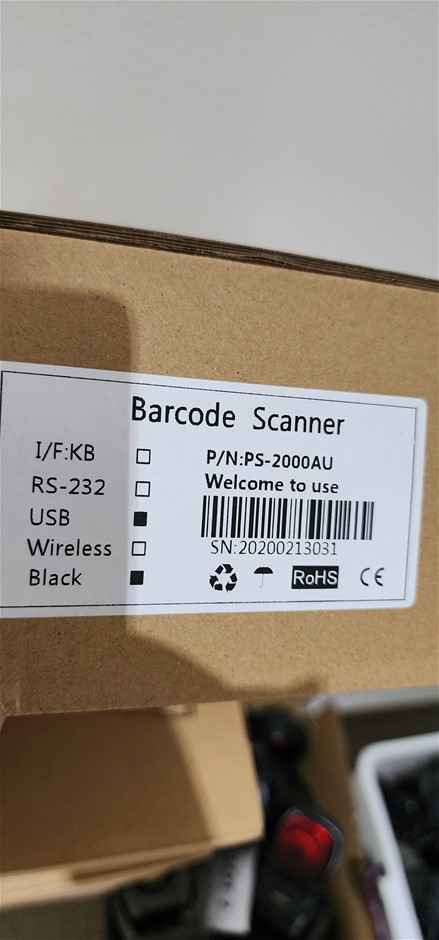 Barcode Scanner
I/F:KB
P/N:PS-2000AU
RS-232
Welcome to use
USB
SN:20200213031
Wireless
Black
RoHS
CE